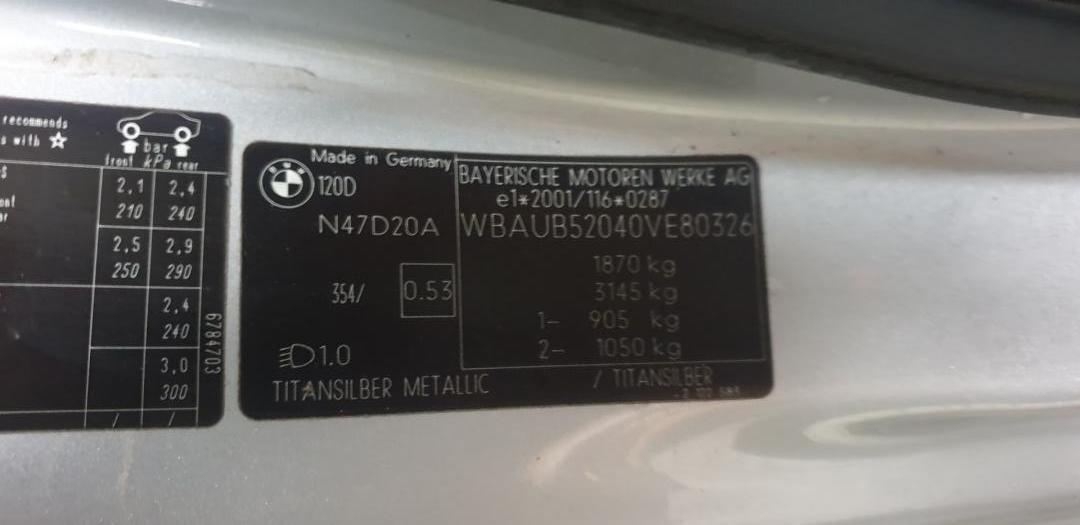 recommends
s with ☆
bar
front kPa rear
2,1 2,4
210 240
2,5 2,9
250 290
2,4
240
3,0
300
/ /
6784703
Made in Germany
120D
N47D20A
354/ 0.53
1.0
TITANSILBER METALLIC / TITANSILBER
BAYERISCHE MOTOREN WERKE AG
e1*2001/116*0287
WBAUB52040VE80326
1870 kg
3145 kg
1- 905 kg
2- 1050 kg